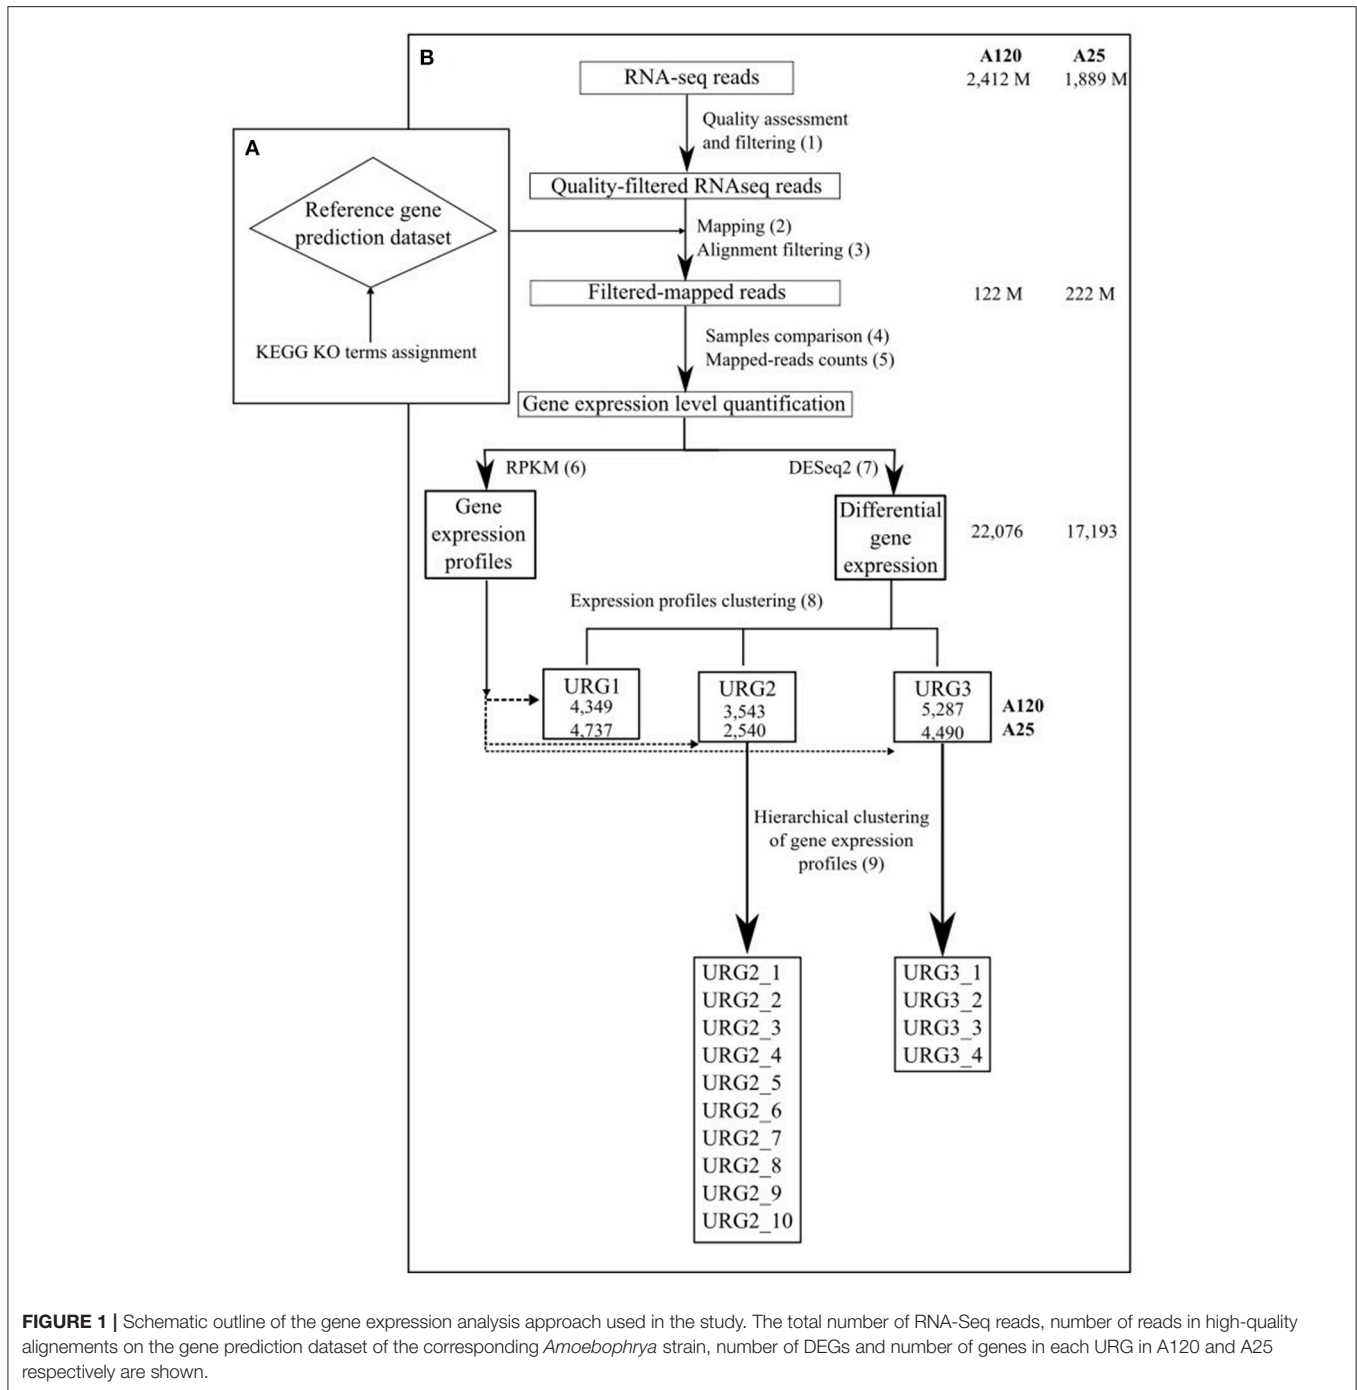 B
A120 A25
RNA-seq reads 2,412 M 1,889 M
Quality assessment
and filtering (1)
A
Quality-filtered RNAseq reads
Reference gene
prediction dataset
Mapping (2)
Alignment filtering (3)
Filtered-mapped reads 122 M 222 M
KEGG KO terms assignment
Samples comparison (4)
Mapped-reads counts (5)
Gene expression level quantification
RPKM (6) DESeq2 (7)
Gene
expression
profiles
Differential
gene
expression
22,076 17,193
Expression profiles clustering (8)
URG1
4,349
4,737
URG2
3,543
2,540
URG3
5,287
4,490
A120
A25
Hierarchical clustering
of gene expression
profiles (9)
URG2_1
URG2_2
URG2_3
URG2_4
URG2_5
URG2_6
URG2_7
URG2_8
URG2_9
URG2_10
URG3_1
URG3_2
URG3_3
URG3_4
FIGURE 1 | Schematic outline of the gene expression analysis approach used in the study. The total number of RNA-Seq reads, number of reads in high-quality
alignements on the gene prediction dataset of the corresponding Amoebophrya strain, number of DEGs and number of genes in each URG in A120 and A25
respectively are shown.